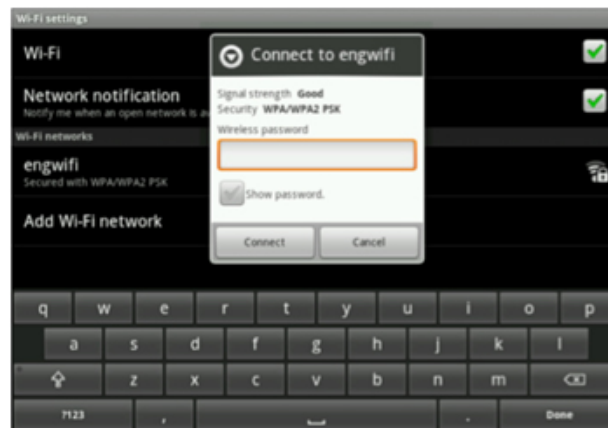 Wi-Fi settings
Wi-Fi
Connect to engwifi
Network notification
Notify me when an open network is a
Signal strength Good
Security WPA/WPA2 PSK
Wireless password
Wi-Fi networks
engwifi
Secured with WPA/WPA2 PSK
Show password.
Add Wi-Fi network
Connect Cancel
q w e r t y u i o p
a s d f g h j k l
z x c v b n m
?123 , . Done